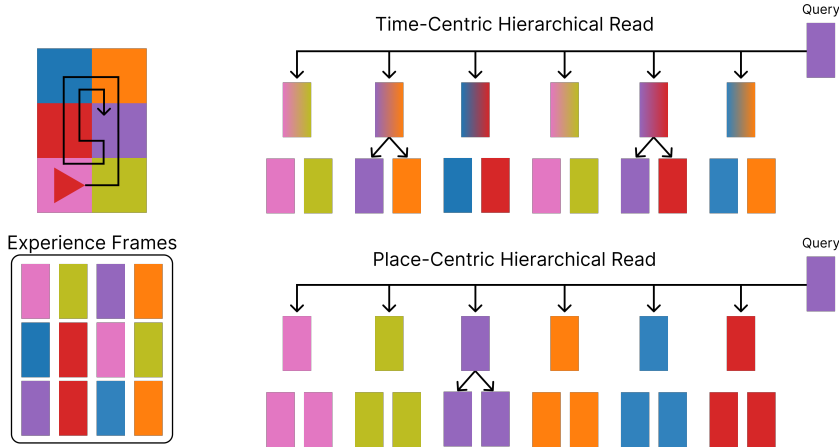 Query
Time-Centric Hierarchical Read
Experience Frames
Query
Place-Centric Hierarchical Read